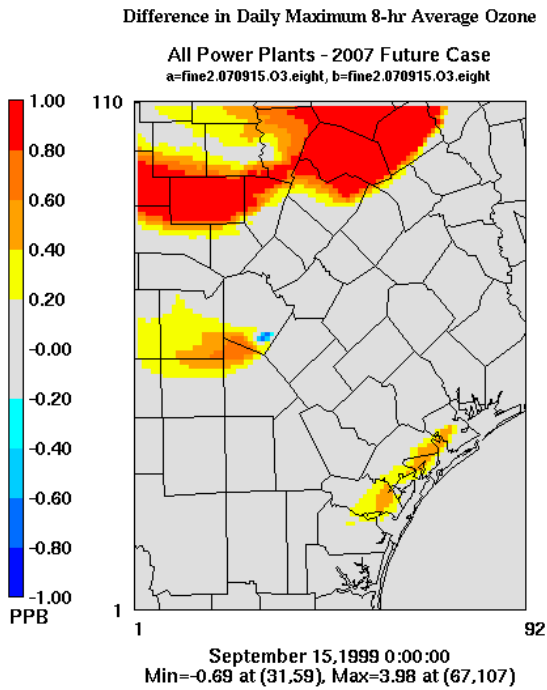 Difference in Daily Maximum 8-hr Average Ozone
All Power Plants - 2007 Future Case
a=fine2.070915.O3.eight, b=fine2.070915.O3.eight
1.00
0.80
0.60
0.40
0.20
-0.00
-0.20
-0.40
-0.60
-0.80
-1.00
PPB
110
1
1
92
September 15,1999 0:00:00
Min=-0.69 at (31,59), Max=3.98 at (67,107)